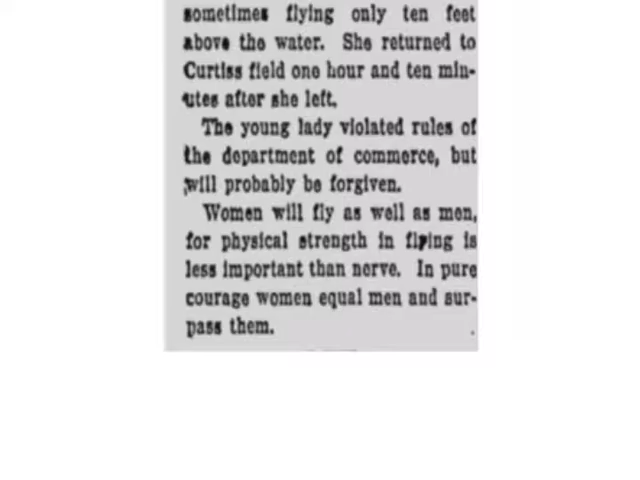 sometimes flying only ten feet
above the water. She returned to
Curtiss field one hour and ten min-
utes after she left.
The young lady violated rules of
the department of commerce, but
will probably be forgiven.
Women will fly as well as men,
for physical strength in flying is
less important than nerve. In pure
courage women equal men and sur-
pass them.